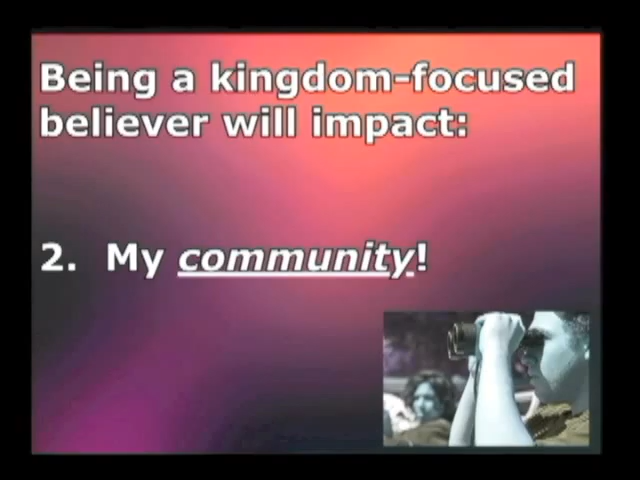 Being a kingdom-focused
believer will impact:
2. My community!